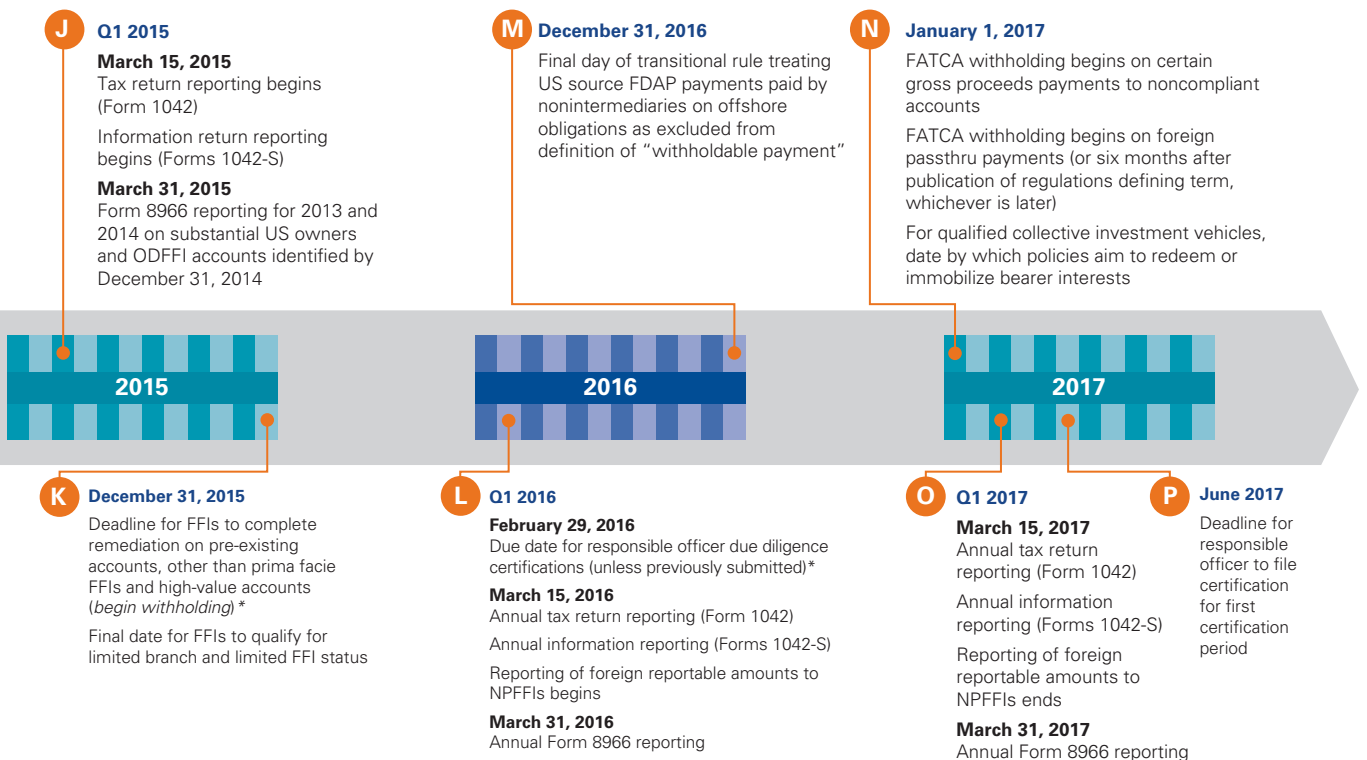 J
Q1 2015
March 15, 2015
Tax return reporting begins
(Form 1042)
Information return reporting
begins (Forms 1042-S)
March 31, 2015
Form 8966 reporting for 2013 and
2014 on substantial US owners
and ODFFI accounts identified by
December 31, 2014
M
December 31, 2016
Final day of transitional rule treating
US source FDAP payments paid by
nonintermediaries on offshore
obligations as excluded from
definition of “withholdable payment”
N
January 1, 2017
FATCA withholding begins on certain
gross proceeds payments to noncompliant
accounts
FATCA withholding begins on foreign
passthru payments (or six months after
publication of regulations defining term,
whichever is later)
For qualified collective investment vehicles,
date by which policies aim to redeem or
immobilize bearer interests
2015
2016
2017
K
December 31, 2015
Deadline for FFIs to complete
remediation on pre-existing
accounts, other than prima facie
FFIs and high-value accounts
(begin withholding)*
Final date for FFIs to qualify for
limited branch and limited FFI status
L
Q1 2016
February 29, 2016
Due date for responsible officer due diligence
certifications (unless previously submitted)*
March 15, 2016
Annual tax return reporting (Form 1042)
Annual information reporting (Forms 1042-S)
Reporting of foreign reportable amounts to
NPFFIs begins
March 31, 2016
Annual Form 8966 reporting
O
Q1 2017
March 15, 2017
Annual tax return
reporting (Form 1042)
Annual information
reporting (Forms 1042-S)
Reporting of foreign
reportable amounts to
NPFFIs ends
March 31, 2017
Annual Form 8966 reporting
P
June 2017
Deadline for
responsible
officer to file
certification
for first
certification
period